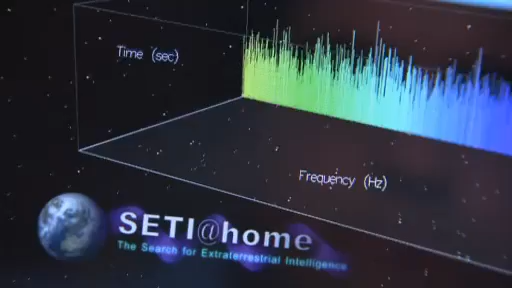 Time (sec)
Frequency (Hz)
SETI@home
The Search for Extraterrestrial Intelligence